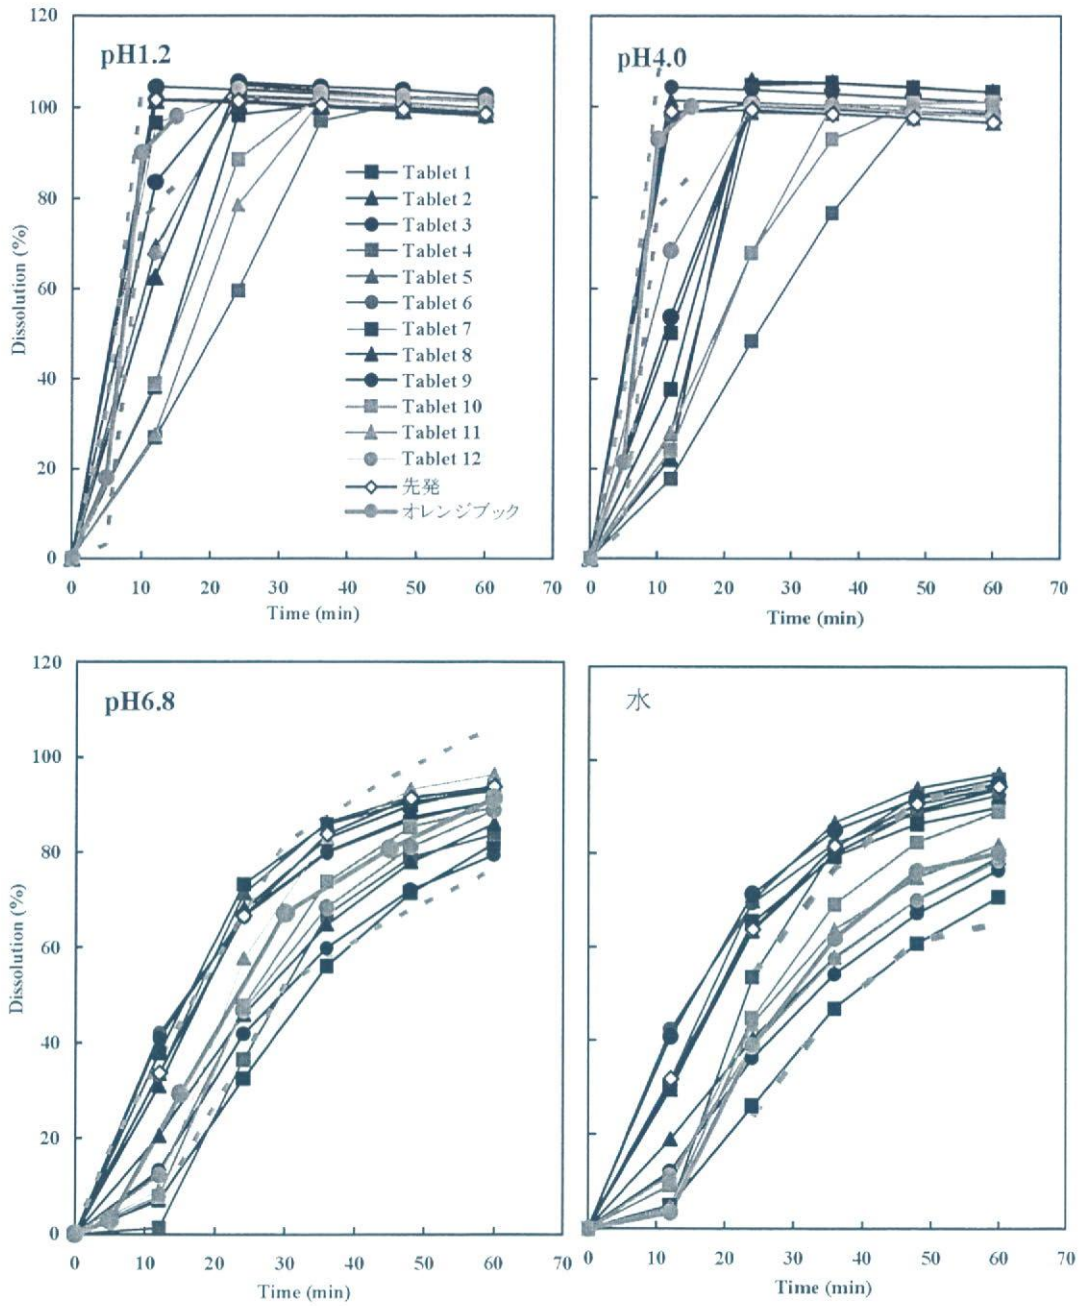 pH1.2
120
100
80
60
40
20
0
Dissolution (%)
Tablet 1
Tablet 2
Tablet 3
Tablet 4
Tablet 5
Tablet 6
Tablet 7
Tablet 8
Tablet 9
Tablet 10
Tablet 11
Tablet 12
先発
オレンジブック
0 10 20 30 40 50 60 70
Time (min)
pH4.0
0 10 20 30 40 50 60 70
Time (min)
pH6.8
120
100
80
60
40
20
0
Dissolution (%)
0 10 20 30 40 50 60 70
Time (min)
水
0 10 20 30 40 50 60 70
Time (min)